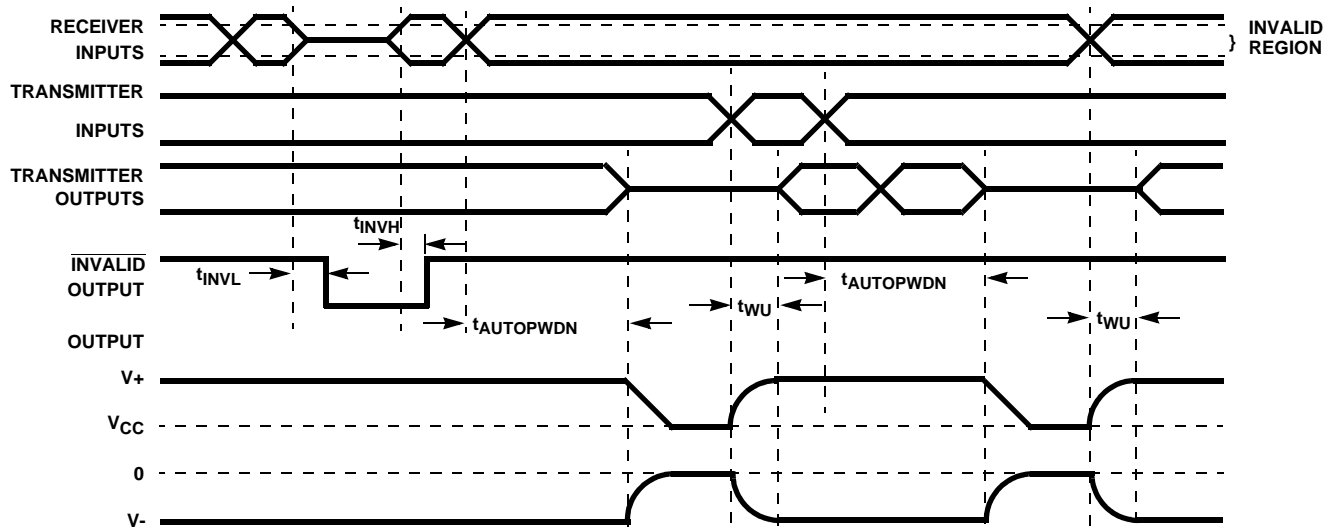 RECEIVER
INPUTS
} INVALID
REGION
TRANSMITTER
INPUTS
TRANSMITTER
OUTPUTS
tINVH
INVALID
OUTPUT
tINVL
tAUTOPWDN
tWU
tAUTOPWDN
tWU
OUTPUT
V+
VCC
0
V-